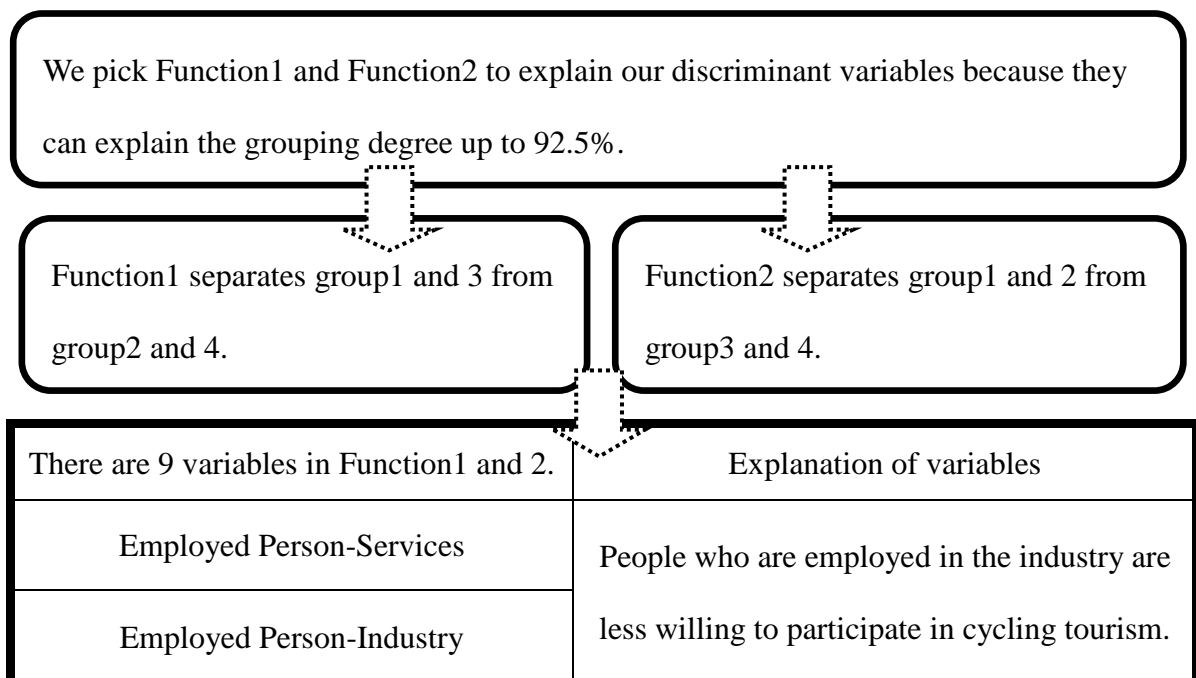 We pick Function1 and Function2 to explain our discriminant variables because they
can explain the grouping degree up to 92.5%.
Function1 separates group1 and 3 from
group2 and 4.
Function2 separates group1 and 2 from
group3 and 4.
There are 9 variables in Function1 and 2.
Explanation of variables
Employed Person-Services
Employed Person-Industry
People who are employed in the industry are
less willing to participate in cycling tourism.